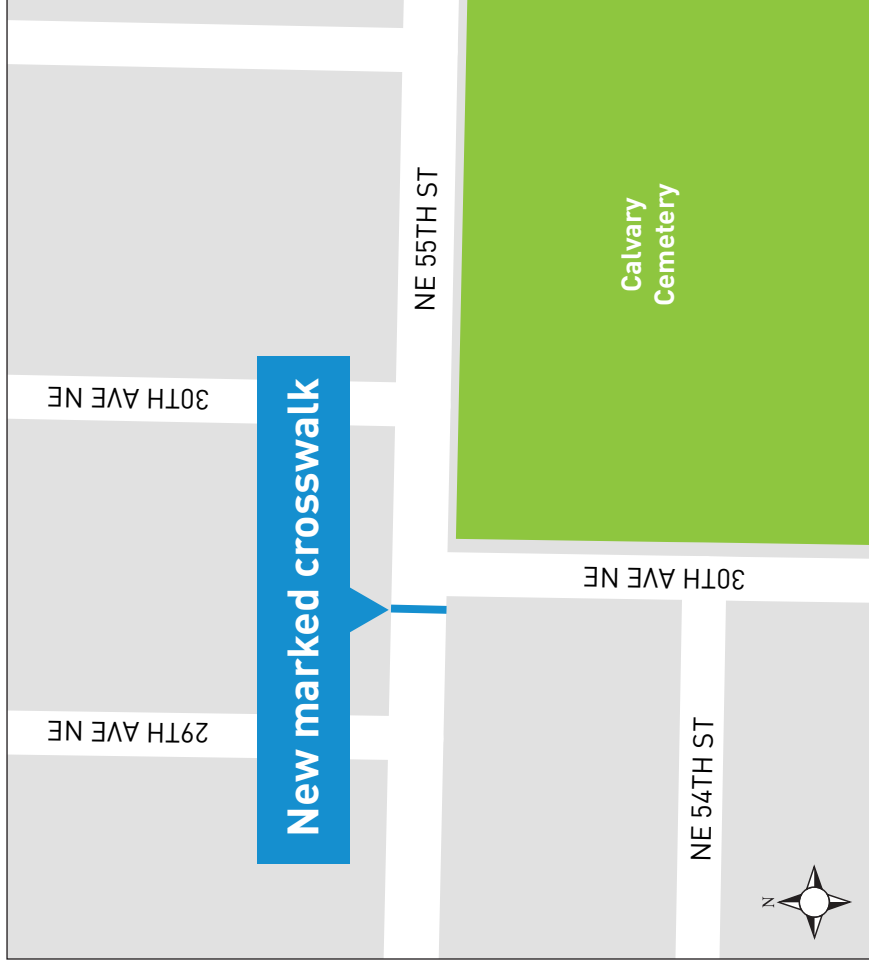 30TH AVE NE
29TH AVE NE
New marked crosswalk
NE 55TH ST
Calvary
Cemetery
30TH AVE NE
NE 54TH ST
N